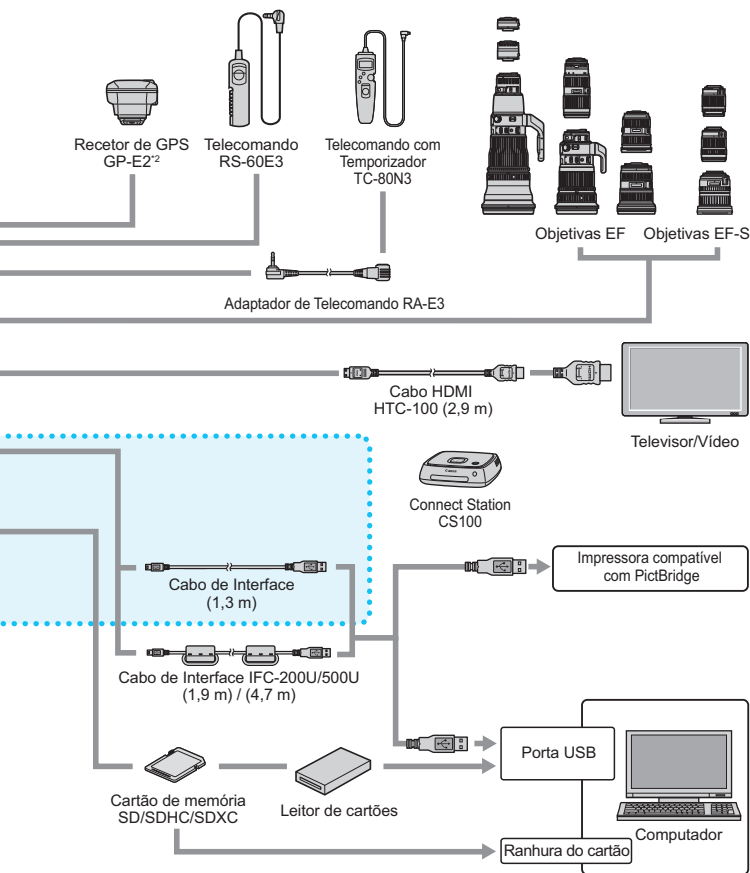 Recetor de GPS
GP-E2*2
Telecomando
RS-60E3
Telecomando com
Temporizador
TC-80N3
Objetivas EF
Objetivas EF-S
Adaptador de Telecomando RA-E3
Cabo HDMI
HTC-100 (2,9 m)
Televisor/Vídeo
Connect Station
CS100
Cabo de Interface
(1,3 m)
Impressora compatível
com PictBridge
Cabo de Interface IFC-200U/500U
(1,9 m) / (4,7 m)
Porta USB
Cartão de memória
SD/SDHC/SDXC
Leitor de cartões
Computador
Ranhura do cartão